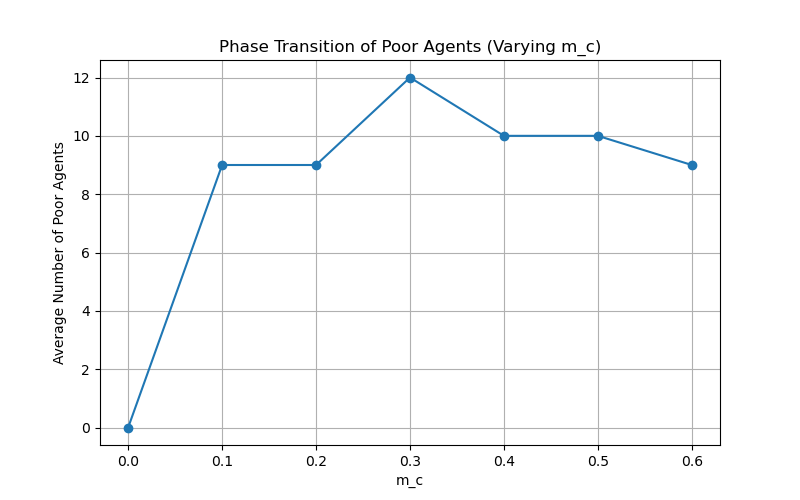 Phase Transition of Poor Agents (Varying m_c)
Average Number of Poor Agents
12
10
8
6
4
2
0
0.0 0.1 0.2 0.3 0.4 0.5 0.6
m_c